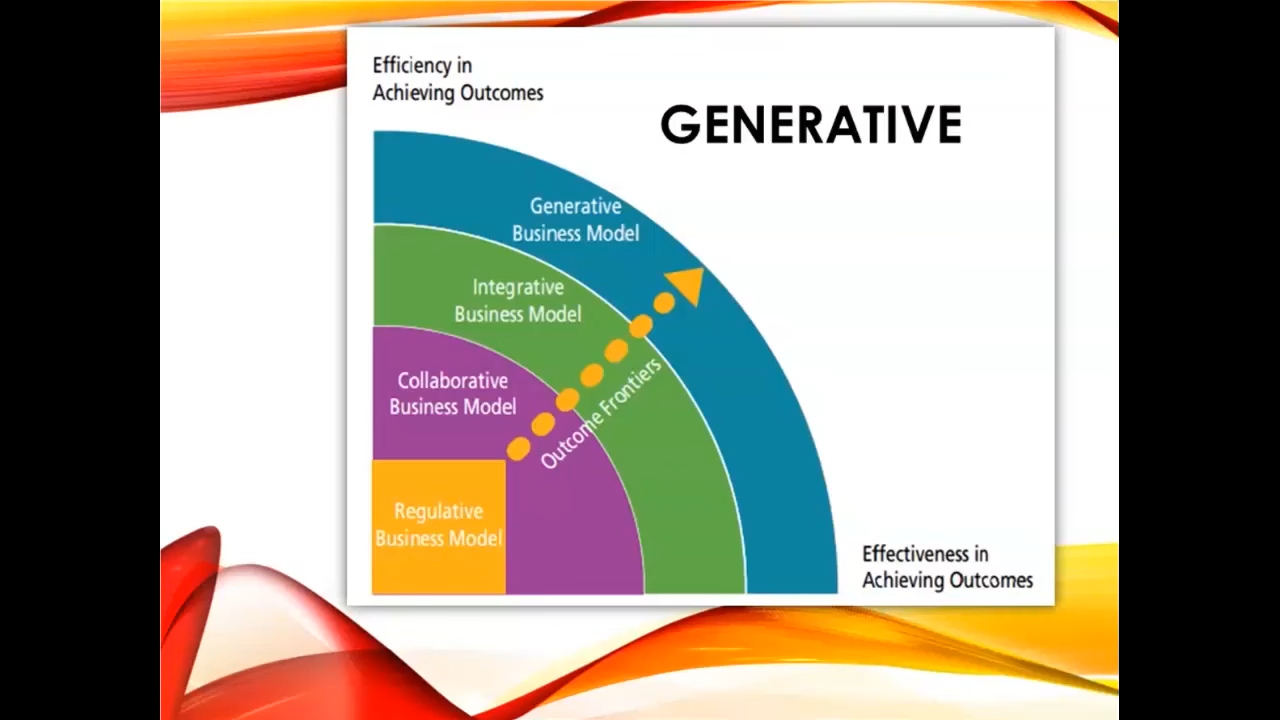 Efficiency in
Achieving Outcomes
GENERATIVE
Generative
Business Model
Integrative
Business Model
Collaborative
Business Model
Outcome Frontiers
Regulative
Business Model
Effectiveness in
Achieving Outcomes